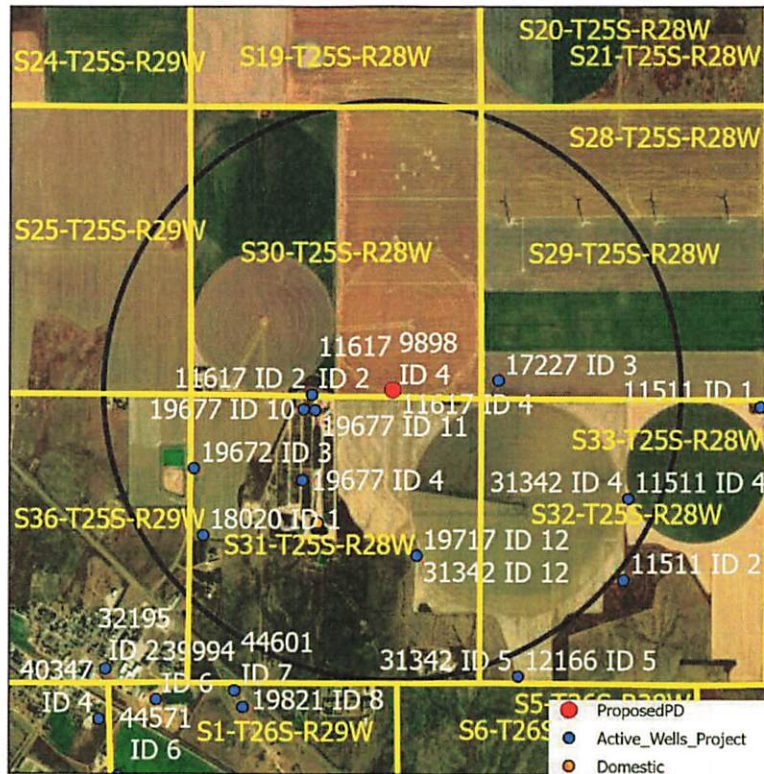 S20-T25S-R28W
S24-T25S-R29W
S19-T25S-R28W
S21-T25S-R28W
S28-T25S-R28W
S25-T25S-R29W
S30-T25S-R28W
S29-T25S-R28W
11617 9898
11617 ID 2
ID 2
ID 4
17227 ID 3
11511 ID 1
19677 ID 10
11617 ID 4
19677 ID 11
S33-T25S-R28W
19672 ID 3
19677 ID 4
31342 ID 4
11511 ID 4
S36-T25S-R29W
18020 ID 1
S32-T25S-R28W
S31-T25S-R28W
19717 ID 12
31342 ID 12
11511 ID 2
32195
ID 2
39994
44601
40347
ID 6
ID 7
31342 ID 5
12166 ID 5
ID 4
44571
19821 ID 8
S5-T26S-R28W
ID 6
S1-T26S-R29W
S6-T26S-
ProposedPD
Active_Wells_Project
Domestic